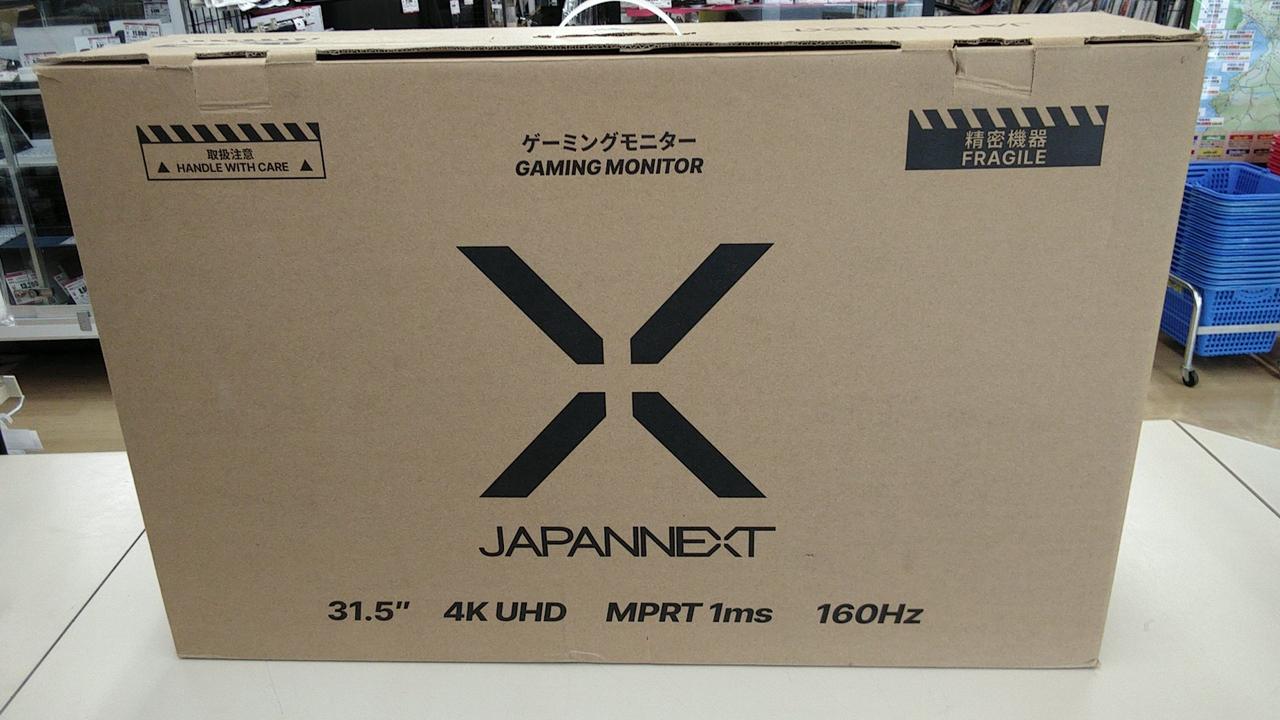 取扱注意
HANDLE WITH CARE
ゲーミングモニター
GAMING MONITOR
精密機器
FRAGILE
JAPANNEXT
31.5″ 4K UHD MPRT 1ms 160Hz